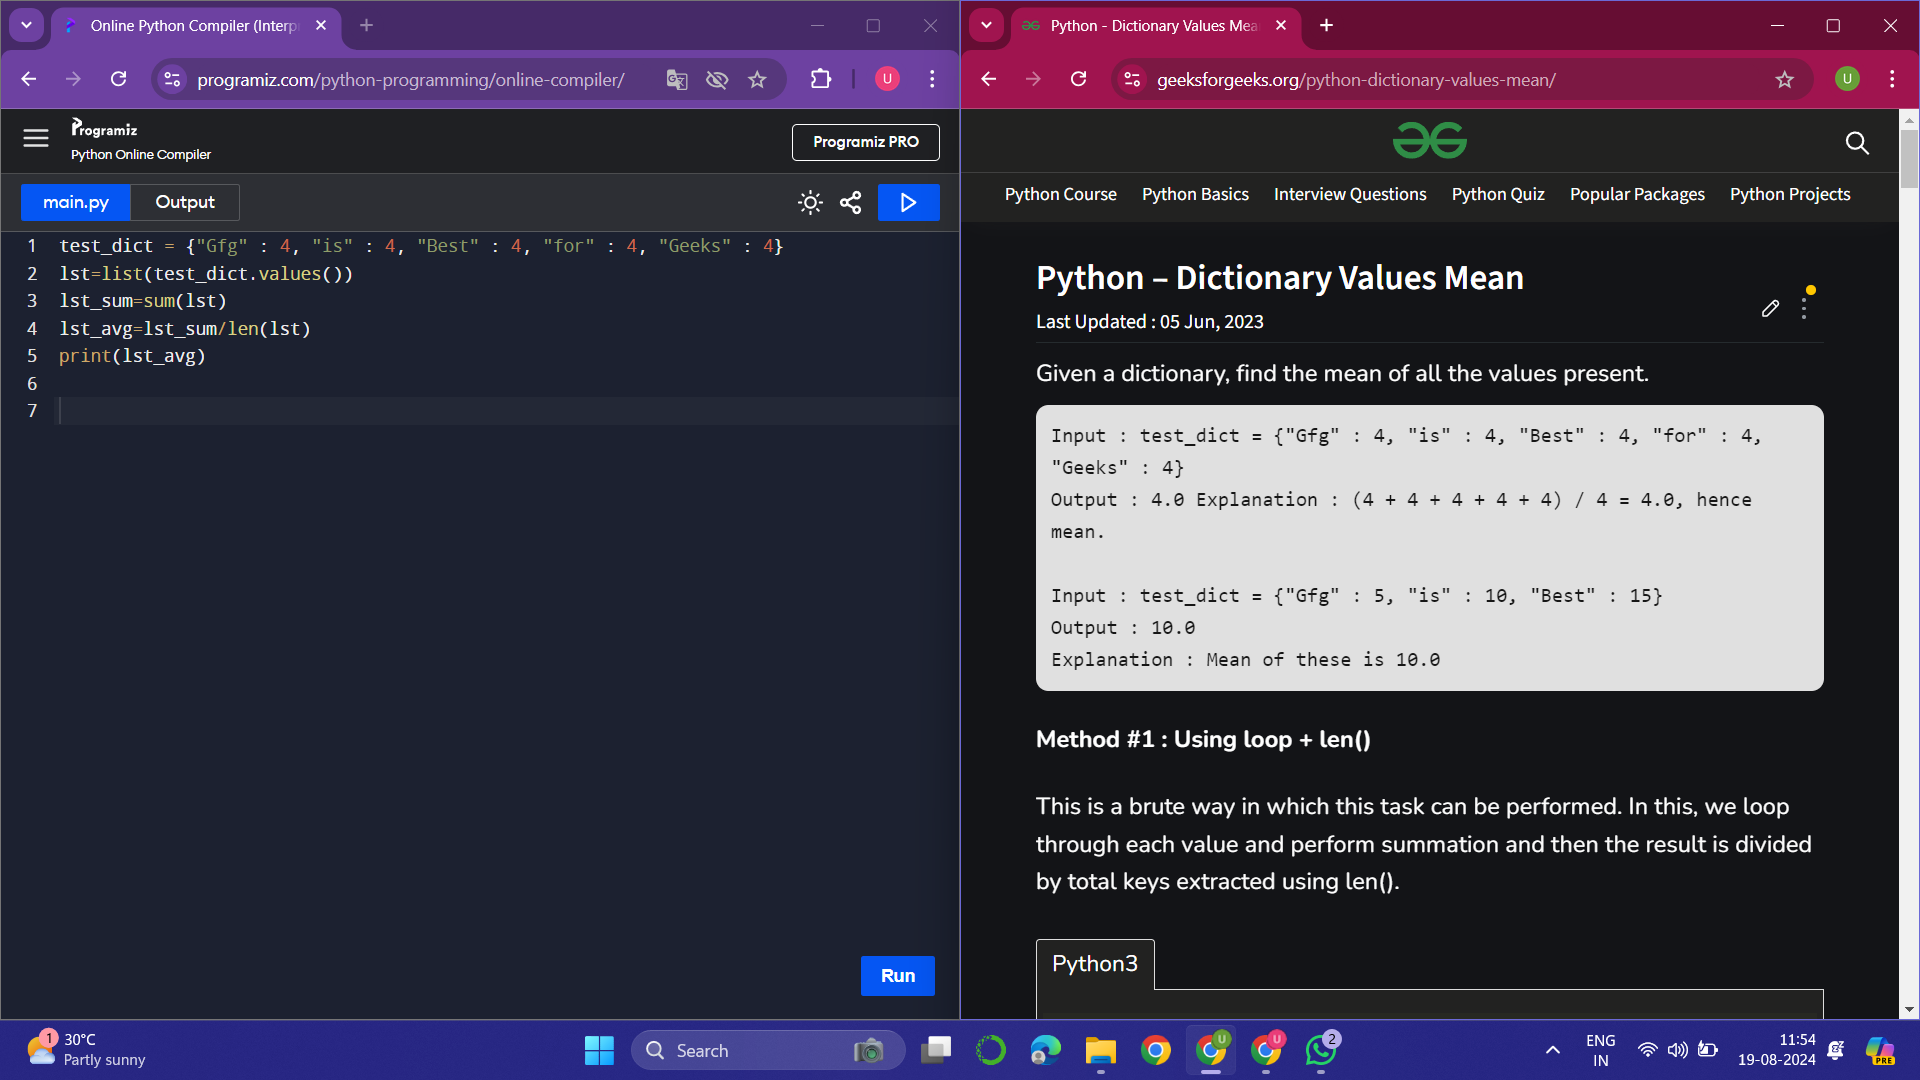 Online Python Compiler (Interp
programiz.com/python-programming/online-compiler/
U
Programiz
Python Online Compiler
Programiz PRO
main.py
Output
1 test_dict = {"Gfg" : 4, "is" : 4, "Best" : 4, "for" : 4, "Geeks" : 4}
2 lst=list(test_dict.values())
3 lst_sum=sum(lst)
4 lst_avg=lst_sum/len(lst)
5 print(lst_avg)
6
7
Run
Python - Dictionary Values Mea
geeksforgeeks.org/python-dictionary-values-mean/
U
Python Course Python Basics Interview Questions Python Quiz Popular Packages Python Projects
Python – Dictionary Values Mean
Last Updated : 05 Jun, 2023
Given a dictionary, find the mean of all the values present.
Input : test_dict = {"Gfg" : 4, "is" : 4, "Best" : 4, "for" : 4,
"Geeks" : 4}
Output : 4.0 Explanation : (4 + 4 + 4 + 4 + 4) / 4 = 4.0, hence
mean.
Input : test_dict = {"Gfg" : 5, "is" : 10, "Best" : 15}
Output : 10.0
Explanation : Mean of these is 10.0
Method #1 : Using loop + len()
This is a brute way in which this task can be performed. In this, we loop
through each value and perform summation and then the result is divided
by total keys extracted using len().
Python3
1
30°C
Partly sunny
Search
U
U
2
ENG
IN
11:54
19-08-2024
PRE